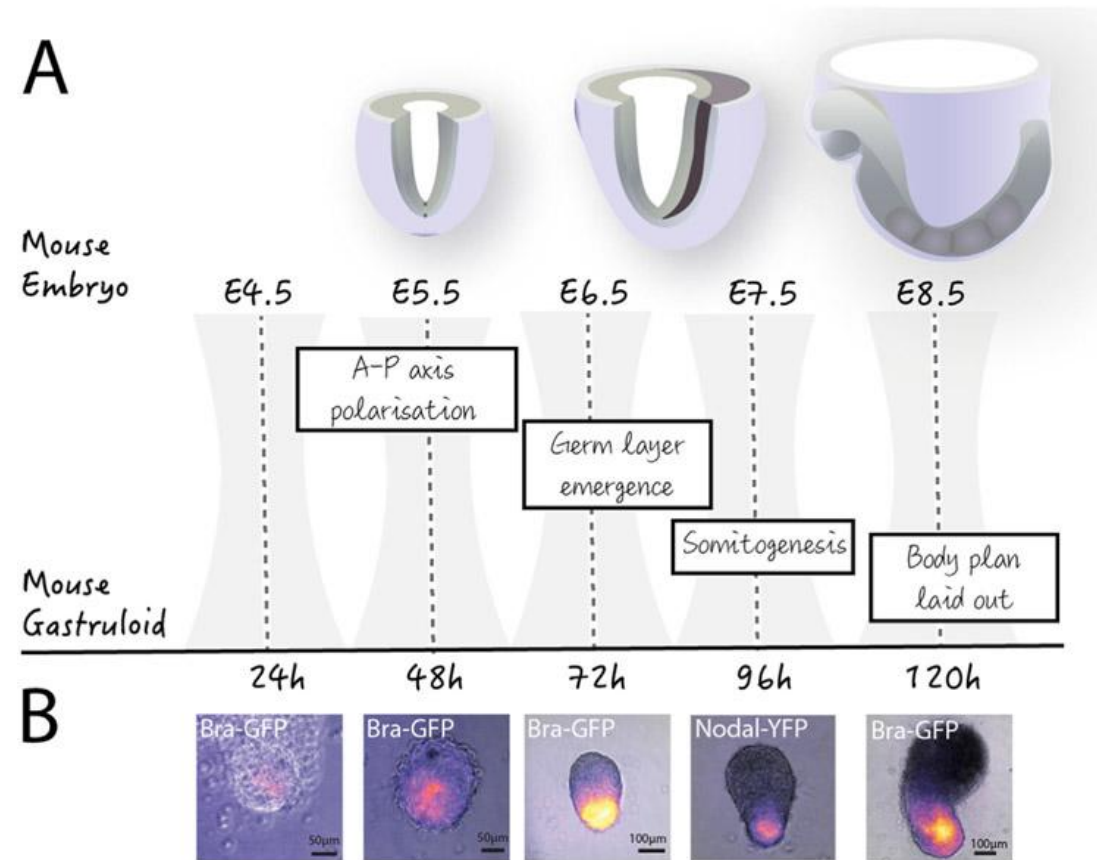 A
Mouse
Embryo
E4.5 E5.5 E6.5 E7.5 E8.5
A-P axis
polarisation
Germ layer
emergence
Somitogenesis
Body plan
laid out
Mouse
Gastruloid
24h 48h 72h 96h 120h
B
Bra-GFP Bra-GFP Bra-GFP Nodal-YFP Bra-GFP
50μm 50μm 100μm 100μm 100μm